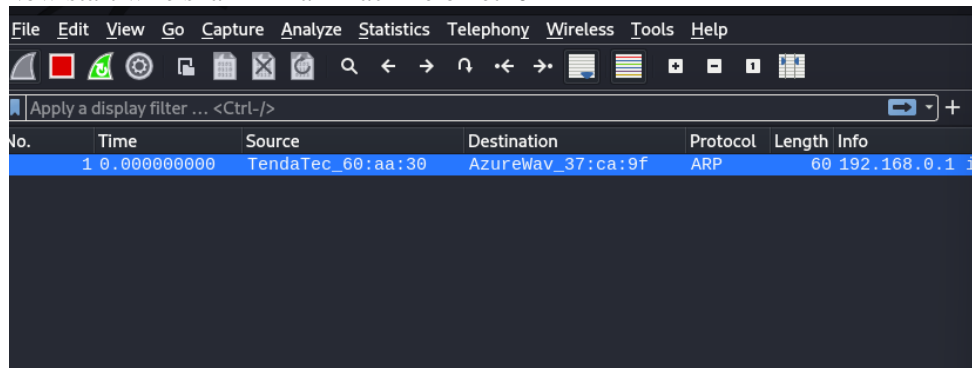 File Edit View Go Capture Analyze Statistics Telephony Wireless Tools Help
Apply a display filter ... <Ctrl-/>
No. Time Source Destination Protocol Length Info
1 0.000000000 TendaTec_60:aa:30 AzureWav_37:ca:9f ARP 60 192.168.0.1